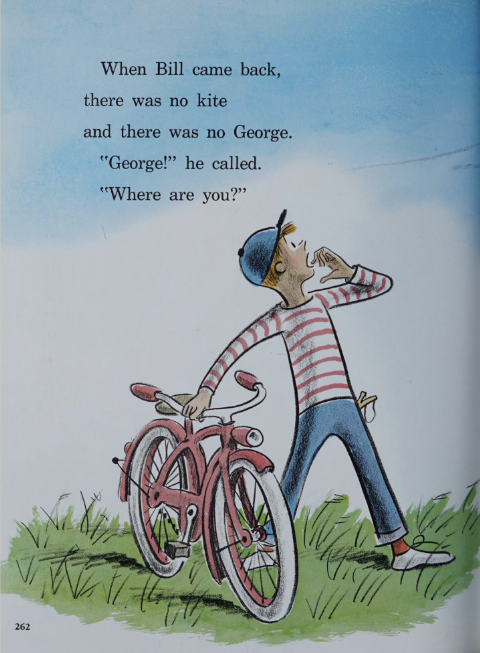 When Bill came back,
there was no kite
and there was no George.
"George!" he called.
"Where are you?"
262